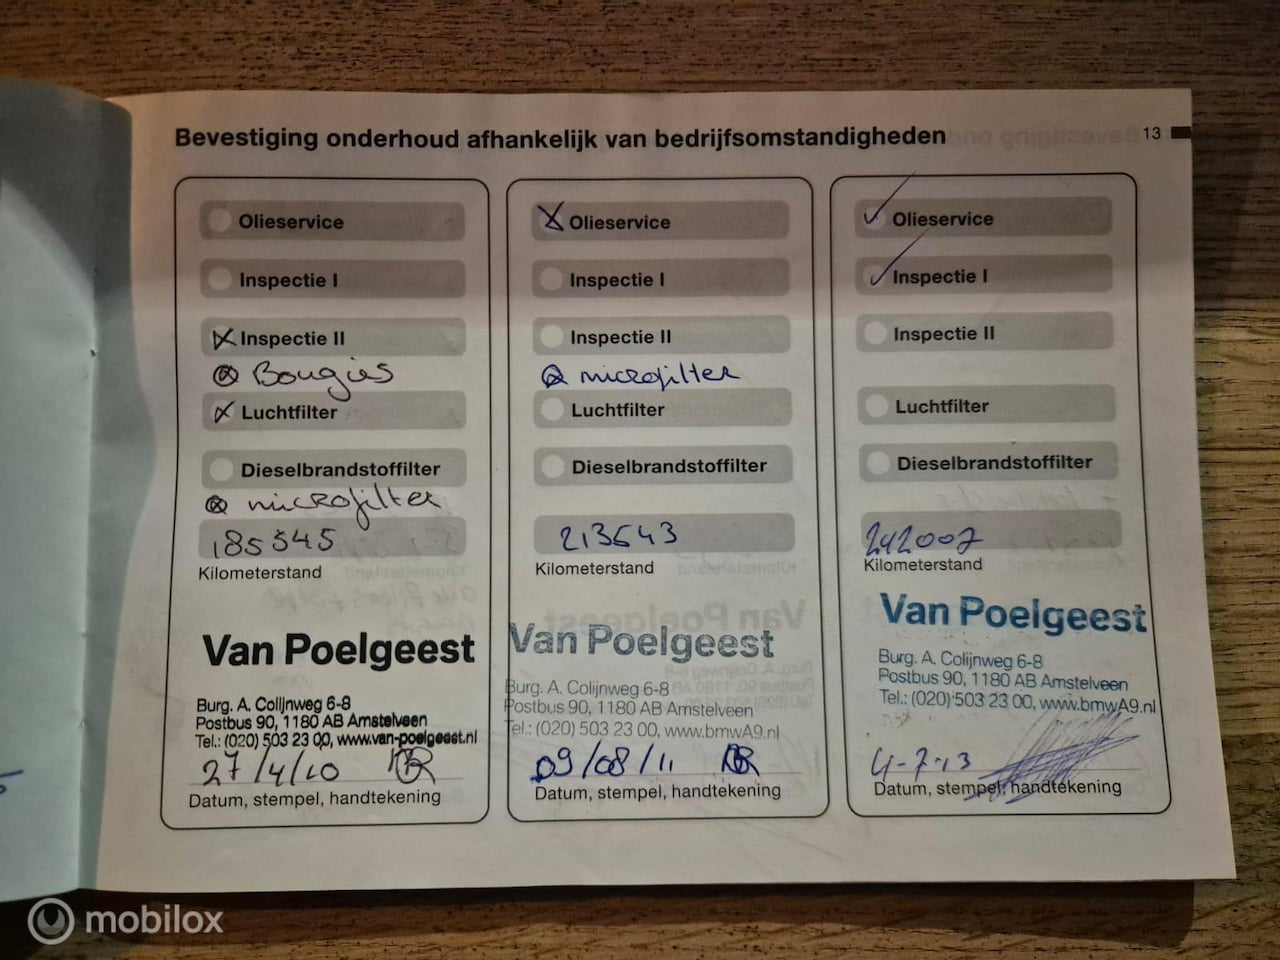 Bevestiging onderhoud afhankelijk van bedrijfsomstandigheden
13
Olieservice
Inspectie I
Inspectie II
Bougies
Luchtfilter
Dieselbrandstoffilter
microfilter
185545
Kilometerstand
Van Poelgeest
Burg. A. Colijnweg 6-8
Postbus 90, 1180 AB Amstelveen
Tel.: (020) 503 23 00, www.van-poelgeest.nl
27/4/10
Datum, stempel, handtekening
Olieservice
Inspectie I
Inspectie II
microfilter
Luchtfilter
Dieselbrandstoffilter
213643
Kilometerstand
Van Poelgeest
Burg. A. Colijnweg 6-8
Postbus 90, 1180 AB Amstelveen
Tel.: (020) 503 23 00, www.bmwA9.nl
09/08/11
Datum, stempel, handtekening
Olieservice
Inspectie I
Inspectie II
Luchtfilter
Dieselbrandstoffilter
242007
Kilometerstand
Van Poelgeest
Burg. A. Colijnweg 6-8
Postbus 90, 1180 AB Amstelveen
Tel.: (020) 503 23 00, www.bmwA9.nl
4-7-13
Datum, stempel, handtekening
mobilox